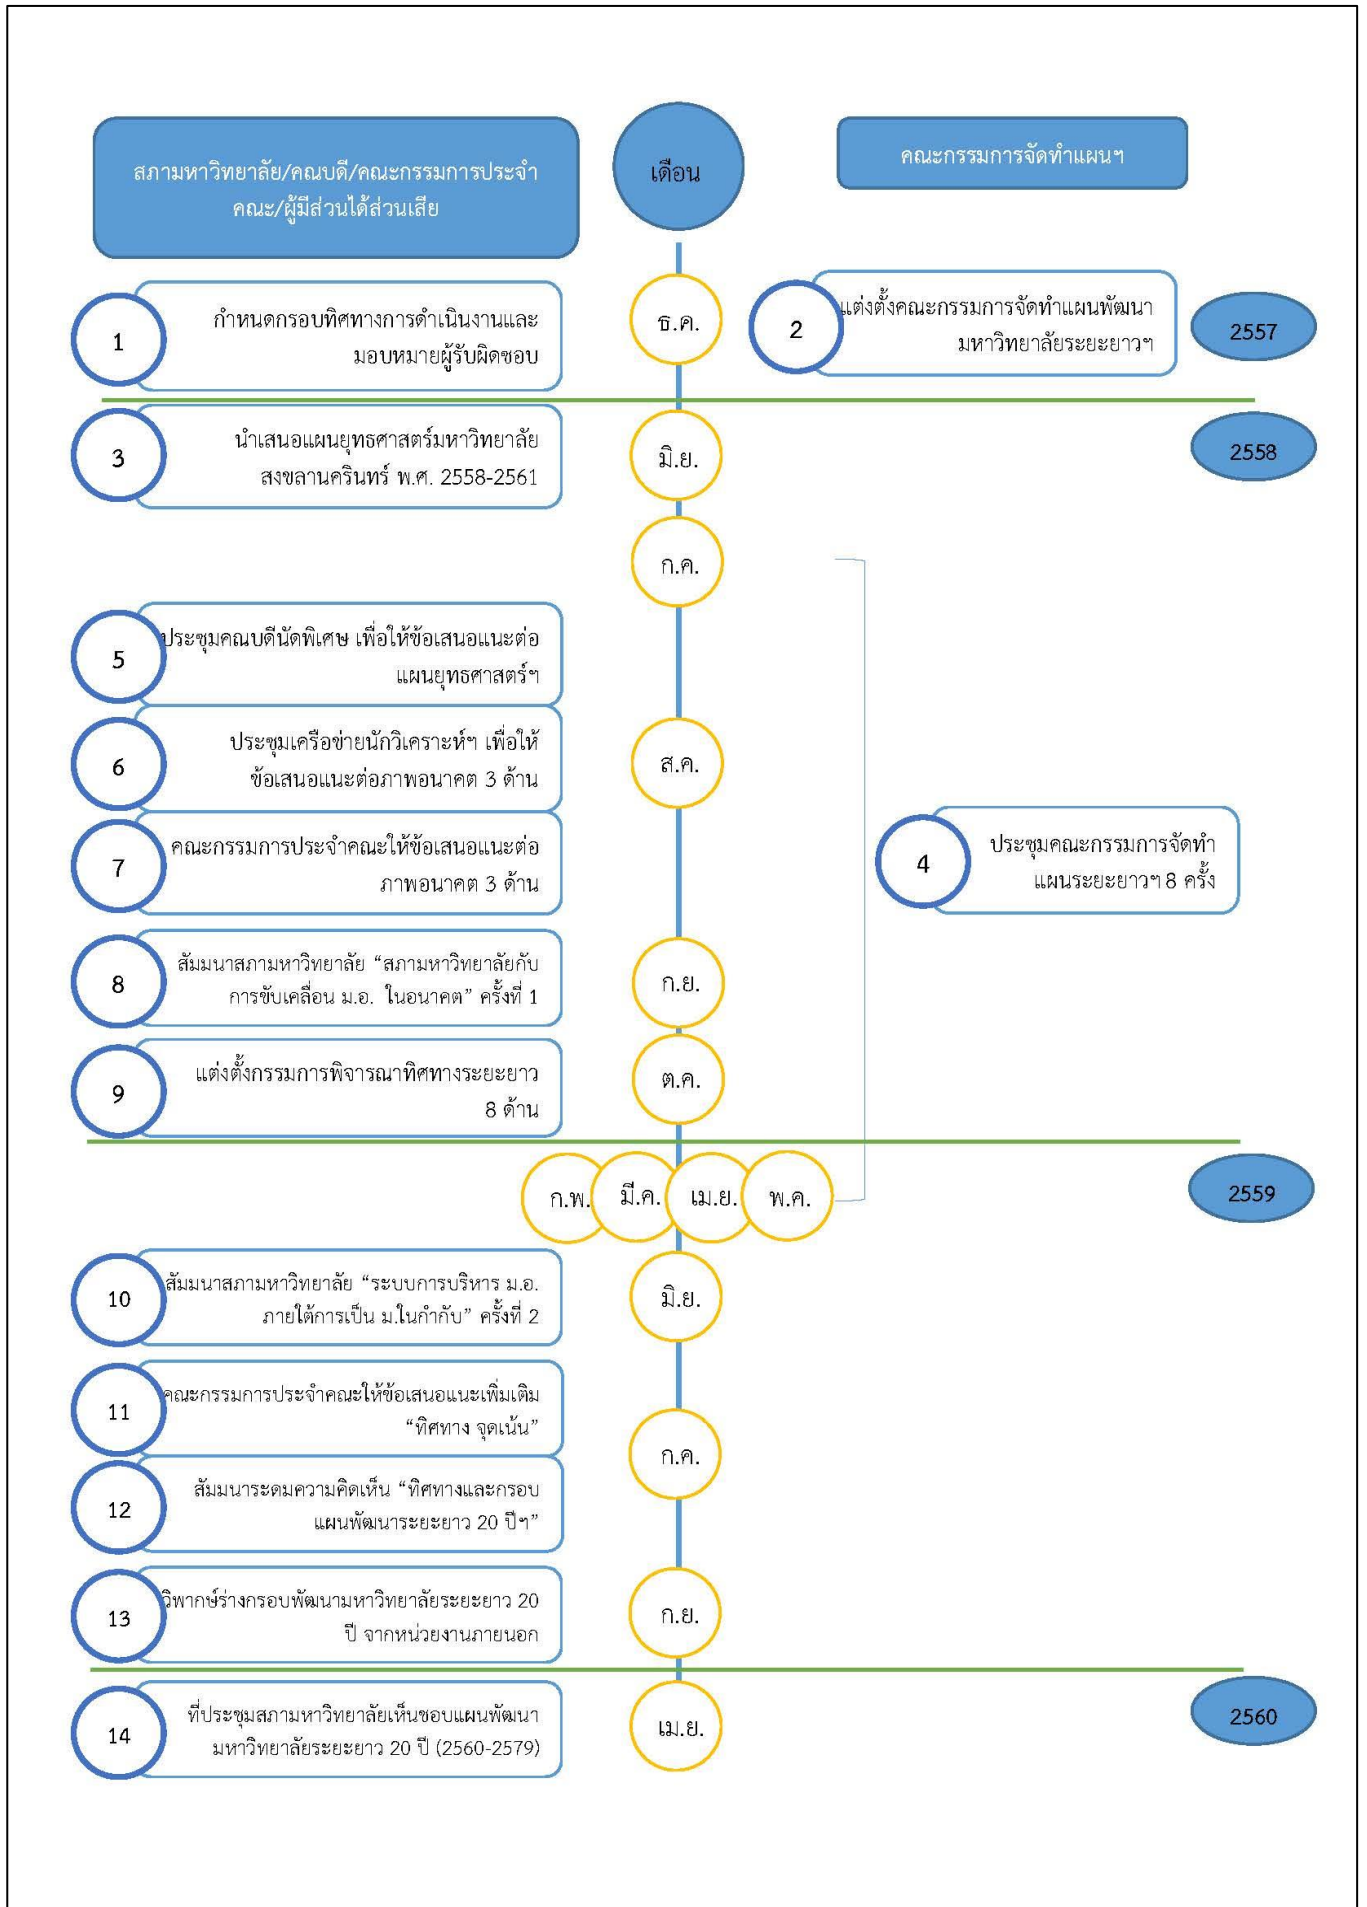 สภามหาวิทยาลัย/คณบดี/คณะกรรมการประจำ
คณะ/ผู้มีส่วนได้ส่วนเสีย
เดือน
คณะกรรมการจัดทำแผนฯ
1
กำหนดกรอบทิศทางการดำเนินงานและ
มอบหมายผู้รับผิดชอบ
ธ.ค.
2
แต่งตั้งคณะกรรมการจัดทำแผนพัฒนา
มหาวิทยาลัยระยะยาวฯ
2557
3
นำเสนอแผนยุทธศาสตร์มหาวิทยาลัย
สงขลานครินทร์ พ.ศ. 2558-2561
มิ.ย.
2558
ก.ค.
5
ประชุมคณบดีนัดพิเศษ เพื่อให้ข้อเสนอแนะต่อ
แผนยุทธศาสตร์ฯ
6
ประชุมเครือข่ายนักวิเคราะห์ฯ เพื่อให้
ข้อเสนอแนะต่อภาพอนาคต 3 ด้าน
ส.ค.
7
คณะกรรมการประจำคณะให้ข้อเสนอแนะต่อ
ภาพอนาคต 3 ด้าน
4
ประชุมคณะกรรมการจัดทำ
แผนระยะยาวฯ 8 ครั้ง
8
สัมมนาสภามหาวิทยาลัย “สภามหาวิทยาลัยกับ
การขับเคลื่อน ม.อ. ในอนาคต” ครั้งที่ 1
ก.ย.
9
แต่งตั้งกรรมการพิจารณาทิศทางระยะยาว
8 ด้าน
ต.ค.
ก.พ. มี.ค. เม.ย. พ.ค.
2559
10
สัมมนาสภามหาวิทยาลัย “ระบบการบริหาร ม.อ.
ภายใต้การเป็น ม.ในกำกับ” ครั้งที่ 2
มิ.ย.
11
คณะกรรมการประจำคณะให้ข้อเสนอแนะเพิ่มเติม
“ทิศทาง จุดเน้น”
ก.ค.
12
สัมมนาระดมความคิดเห็น “ทิศทางและกรอบ
แผนพัฒนาระยะยาว 20 ปีฯ”
13
วิพากษ์ร่างกรอบพัฒนามหาวิทยาลัยระยะยาว 20
ปี จากหน่วยงานภายนอก
ก.ย.
14
ที่ประชุมสภามหาวิทยาลัยเห็นชอบแผนพัฒนา
มหาวิทยาลัยระยะยาว 20 ปี (2560-2579)
เม.ย.
2560